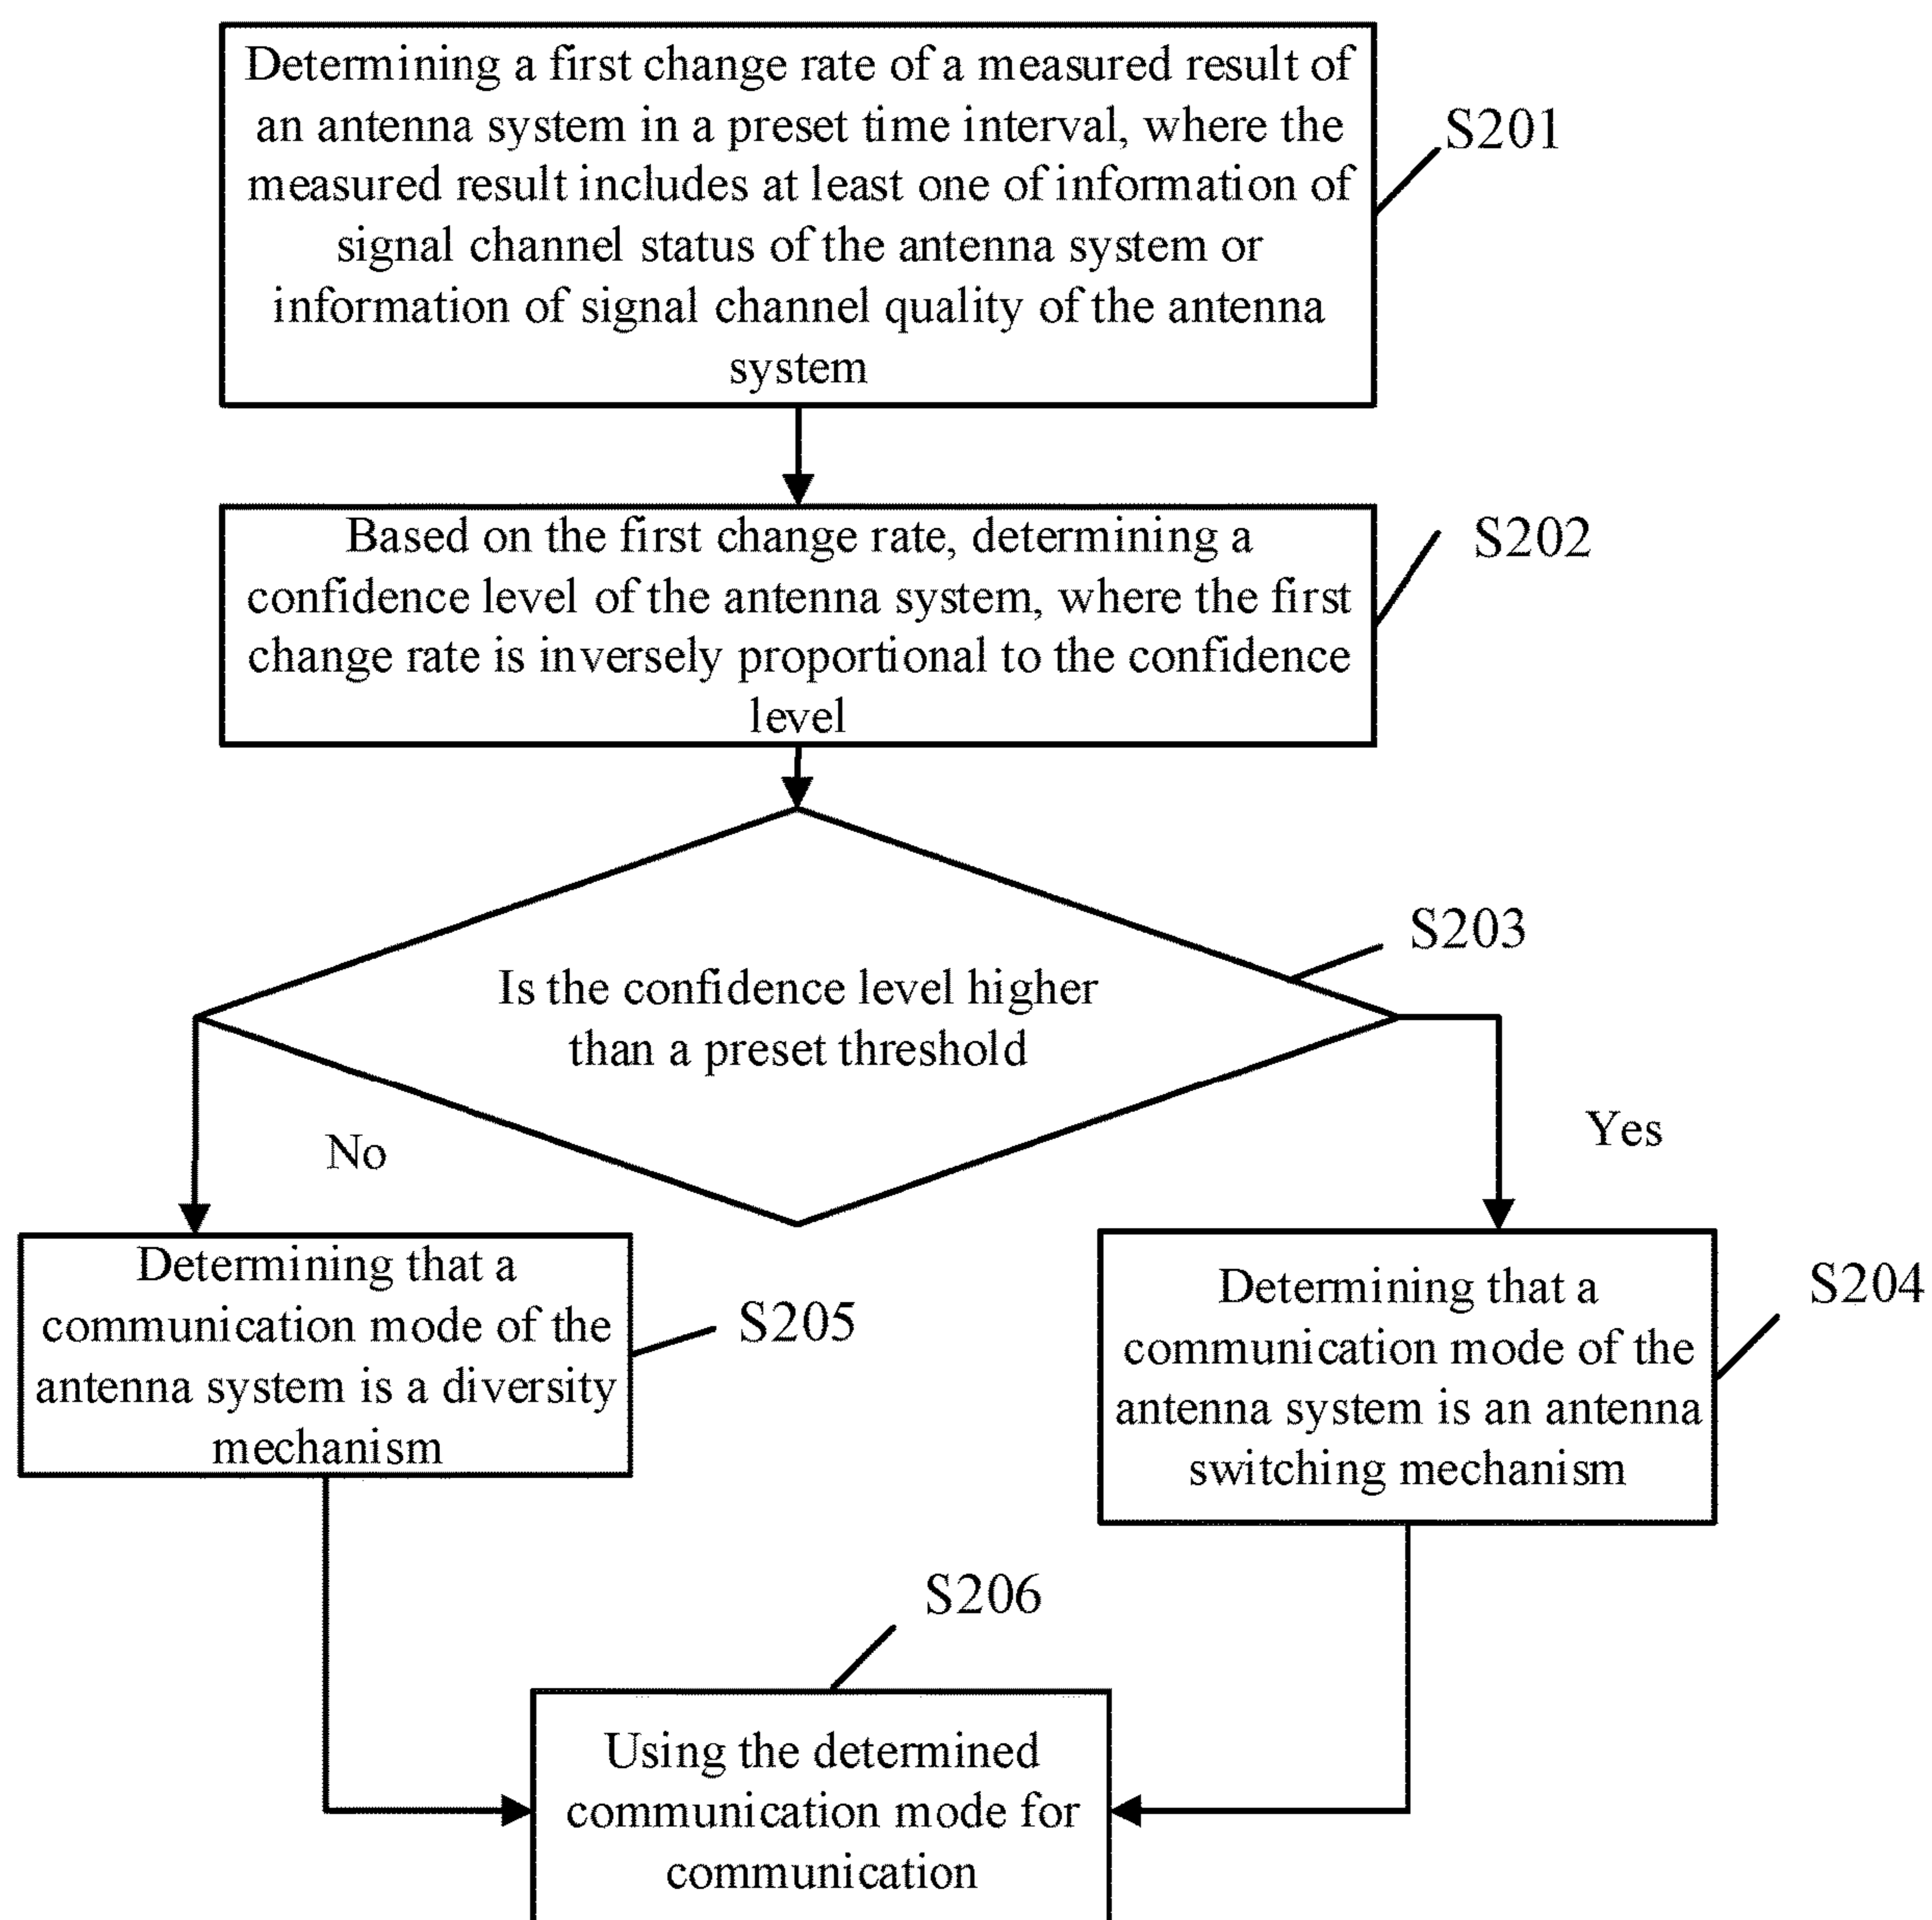 Determining a first change rate of a measured result of
an antenna system in a preset time interval, where the
measured result includes at least one of information of
signal channel status of the antenna system or
information of signal channel quality of the antenna
system
S201
Based on the first change rate, determining a
confidence level of the antenna system, where the first
change rate is inversely proportional to the confidence
level
S202
Is the confidence level higher
than a preset threshold
S203
No
Yes
Determining that a
communication mode of the
antenna system is a diversity
mechanism
S205
Determining that a
communication mode of the
antenna system is an antenna
switching mechanism
S204
S206
Using the determined
communication mode for
communication